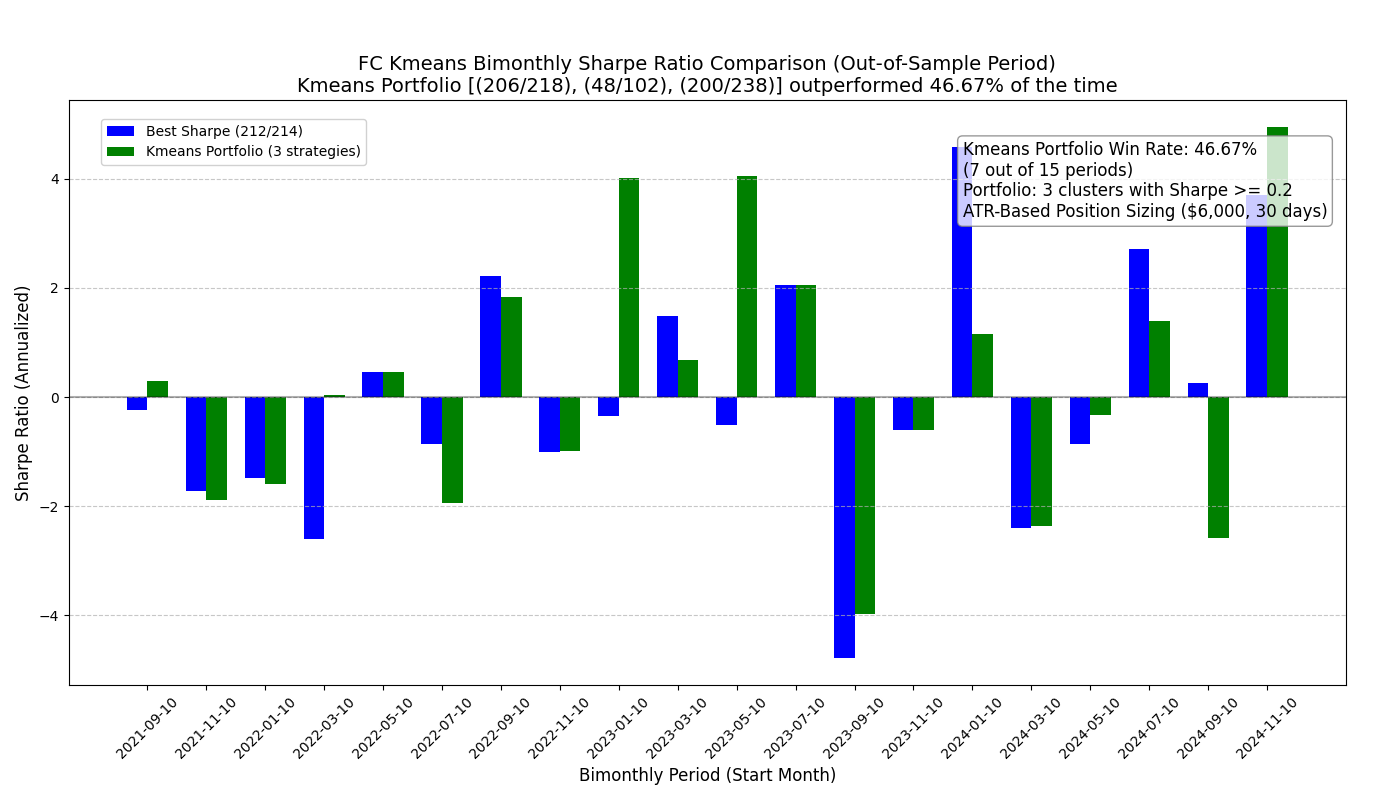 FC Kmeans Bimonthly Sharpe Ratio Comparison (Out-of-Sample Period)
Kmeans Portfolio [(206/218), (48/102), (200/238)] outperformed 46.67% of the time
Best Sharpe (212/214)
Kmeans Portfolio (3 strategies)
Kmeans Portfolio Win Rate: 46.67%
(7 out of 15 periods)
Portfolio: 3 clusters with Sharpe >= 0.2
ATR-Based Position Sizing ($6,000, 30 days)
Sharpe Ratio (Annualized)
4
2
0
−2
−4
2021-09-10
2021-11-10
2022-01-10
2022-03-10
2022-05-10
2022-07-10
2022-09-10
2022-11-10
2023-01-10
2023-03-10
2023-05-10
2023-07-10
2023-09-10
2023-11-10
2024-01-10
2024-03-10
2024-05-10
2024-07-10
2024-09-10
2024-11-10
Bimonthly Period (Start Month)